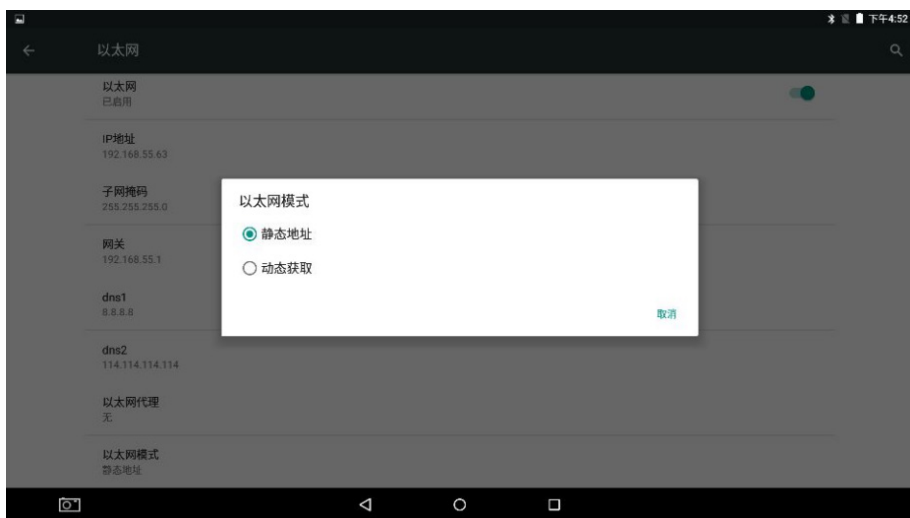 下午4:52
以太网
以太网
已启用
IP地址
192.168.55.63
子网掩码
255.255.255.0
网关
192.168.55.1
dns1
8.8.8.8
dns2
114.114.114.114
以太网代理
无
以太网模式
静态地址
以太网模式
静态地址
动态获取
取消